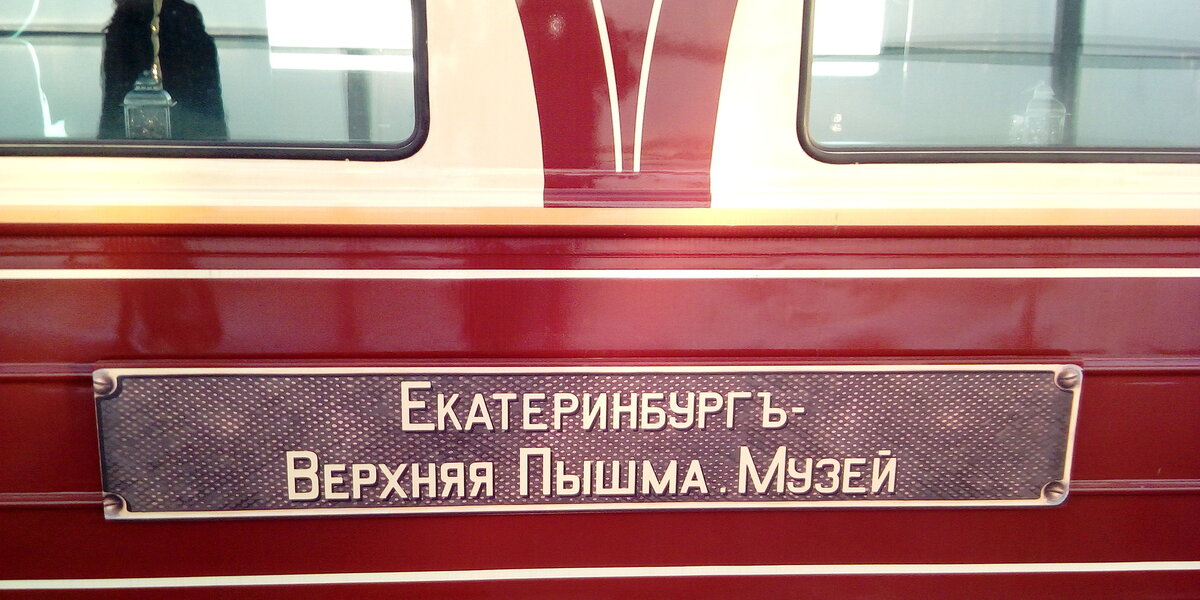 Екатеринбургъ-
Верхняя Пышма. Музей